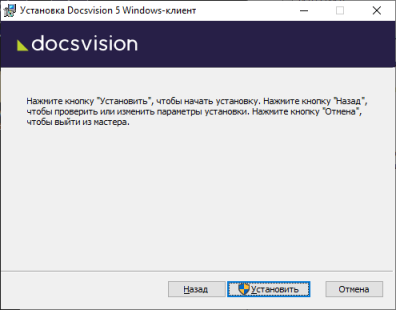 Установка Docsvision 5 Windows-клиент
docsvision
Нажмите кнопку "Установить", чтобы начать установку. Нажмите кнопку "Назад",
чтобы проверить или изменить параметры установки. Нажмите кнопку "Отмена",
чтобы выйти из мастера.
Назад
Установить
Отмена